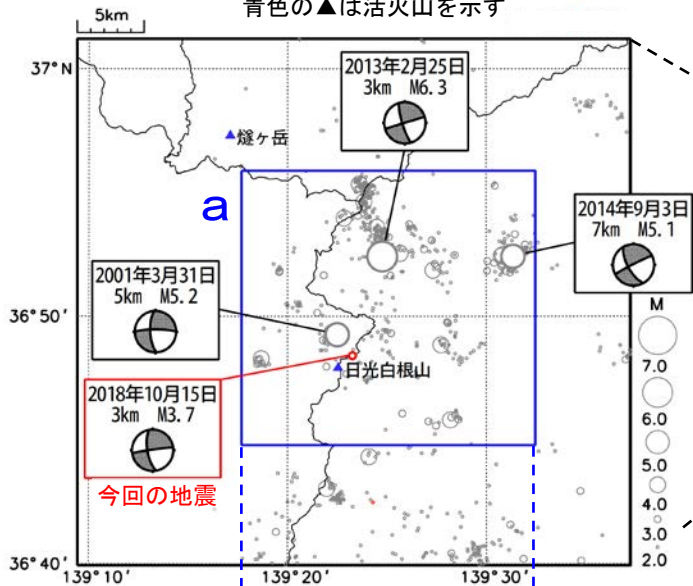 青色の▲は活火山を示す
5km
37°N
2013年2月25日
3km M6.3
燧ヶ岳
a
2014年9月3日
7km M5.1
2001年3月31日
5km M5.2
36°50′
M
日光白根山
7.0
2018年10月15日
3km M3.7
6.0
今回の地震
5.0
4.0
3.0
2.0
36°40′
139°10′
139°20′
139°30′